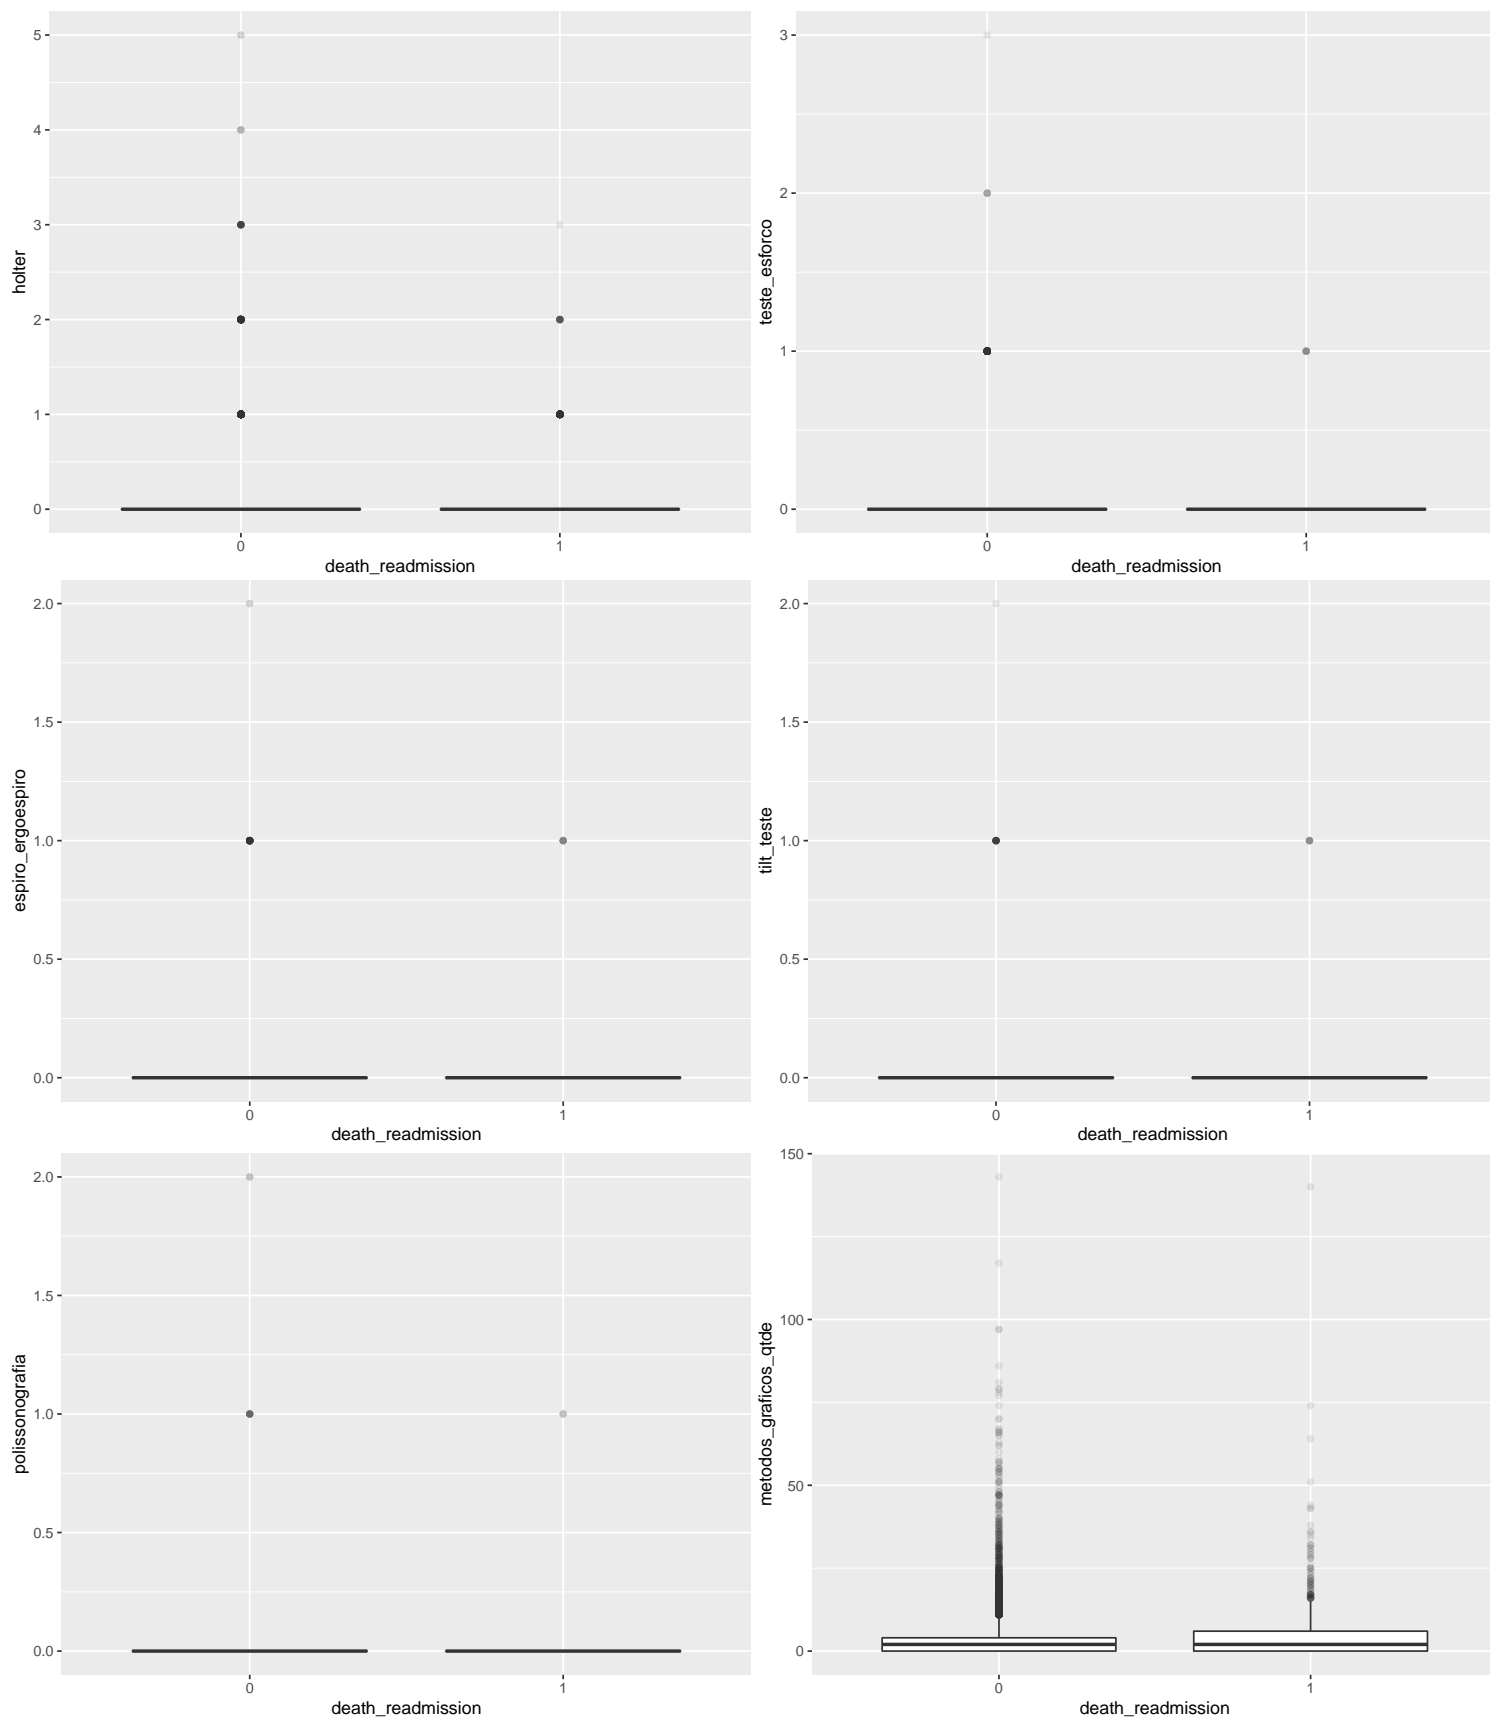 holter
5
4
3
2
1
0
0 1
death_readmission
teste_esforco
3
2
1
0
0 1
death_readmission
espiro_ergoespiro
2.0
1.5
1.0
0.5
0.0
0 1
death_readmission
tilt_teste
2.0
1.5
1.0
0.5
0.0
0 1
death_readmission
polissonografia
2.0
1.5
1.0
0.5
0.0
0 1
death_readmission
metodos_graficos_qtde
150
100
50
0
0 1
death_readmission